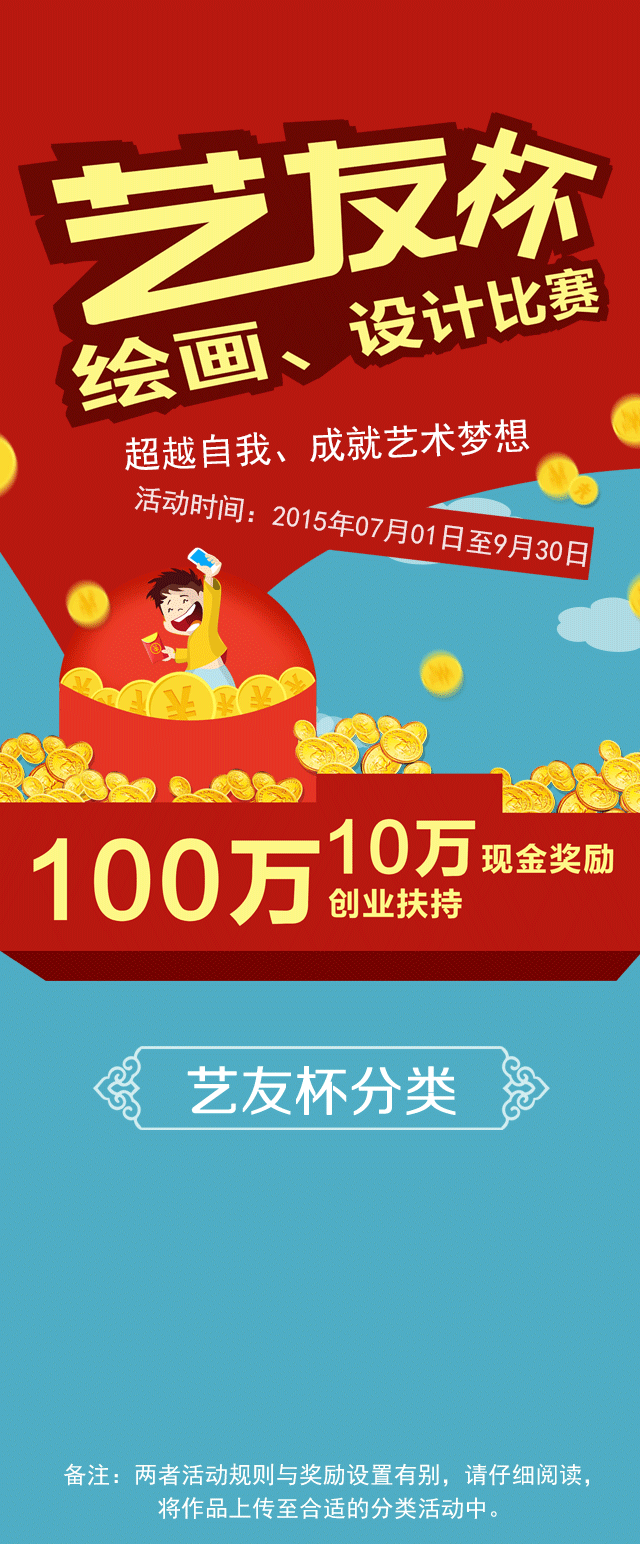 艺友杯
绘画、设计比赛
超越自我、成就艺术梦想
活动时间：2015年07月01日至9月30日
100万 10万 现金奖励
创业扶持
艺友杯分类
备注：两者活动规则与奖励设置有别，请仔细阅读，
将作品上传至合适的分类活动中。